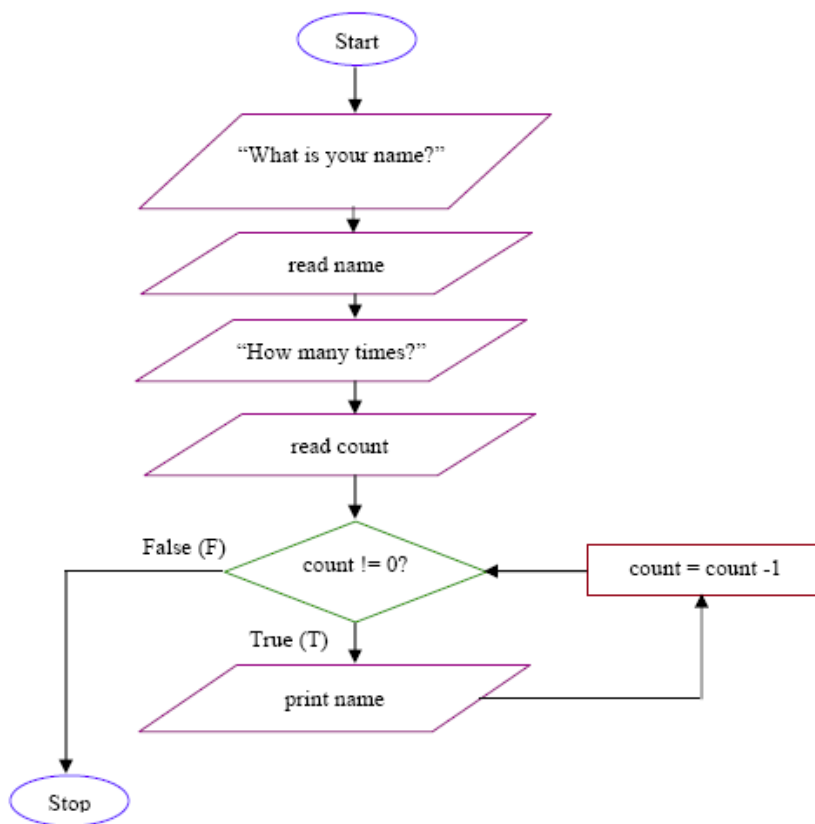 Start
“What is your name?”
read name
“How many times?”
read count
False (F)
count != 0?
count = count -1
True (T)
print name
Stop